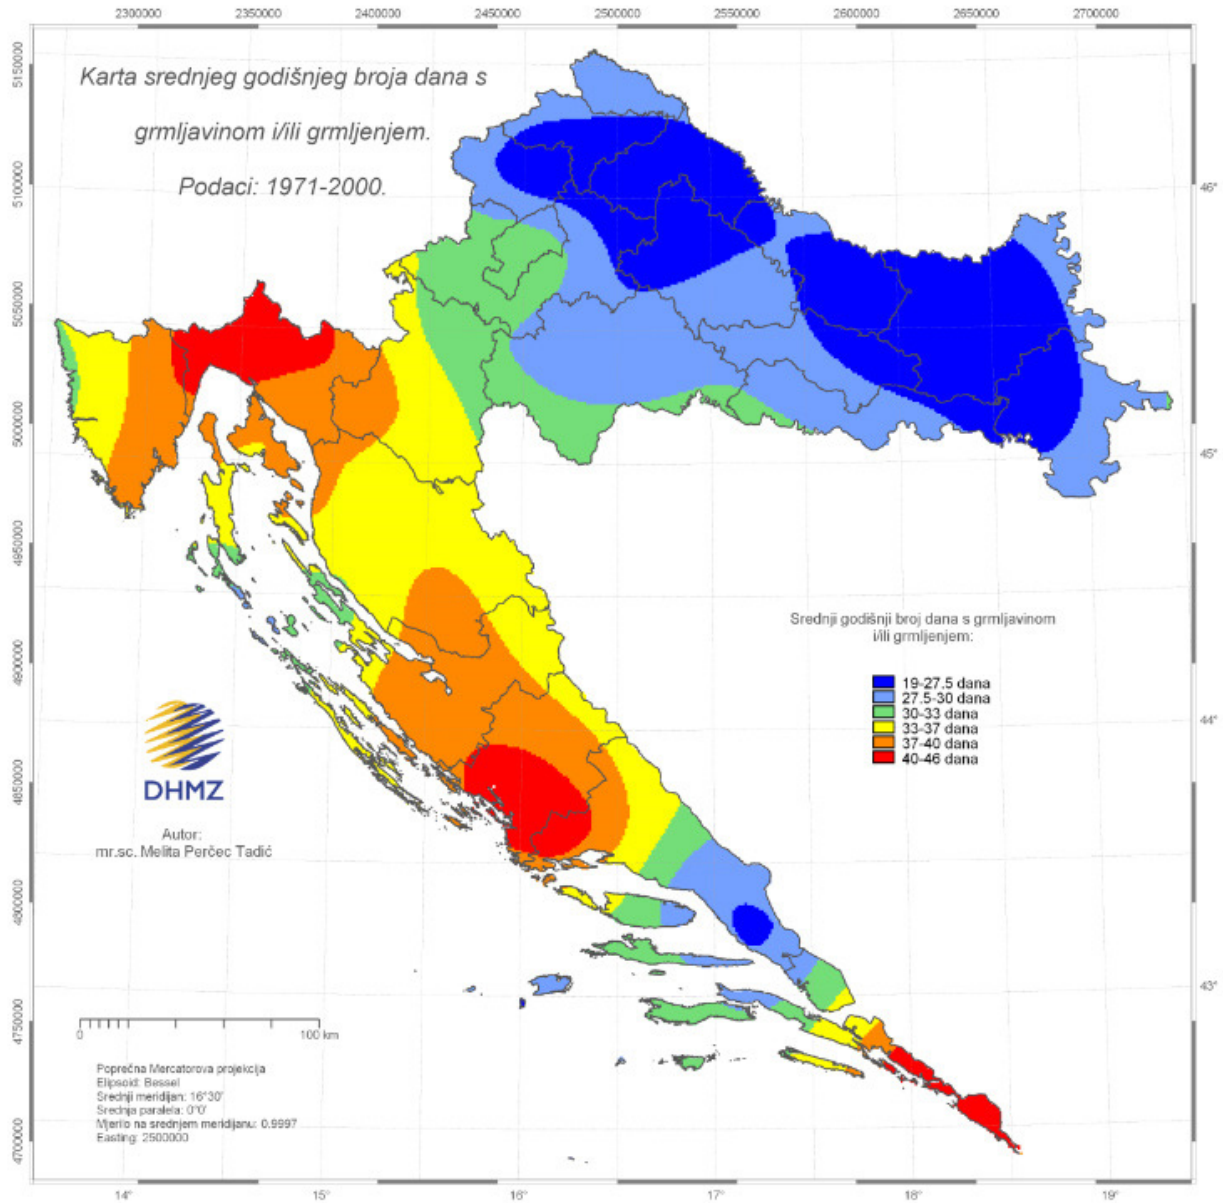 2300000 2350000 2400000 2450000 2500000 2550000 2600000 2650000 2700000
Karta srednjeg godišnjeg broja dana s
grmljavinom i/ili grmljenjem.
Podaci: 1971-2000.
5150000
5100000
5050000
5000000
4950000
4900000
4850000
4800000
4750000
4700000
46°
45°
44°
43°
Srednji godišnji broj dana s grmljavinom
i/ili grmljenjem:
19-27.5 dana
27.5-30 dana
30-33 dana
33-37 dana
37-40 dana
40-46 dana
DHMZ
Autor:
mr.sc. Melita Perčec Tadić
0 100 km
Poprečna Mercatorova projekcija
Elipsoid: Bessel
Srednji meridijan: 16°30'
Srednja paralela: 0°0'
Mjerilo na srednjem meridijanu: 0.9997
Easting: 2500000
14° 15° 16° 17° 18° 19°